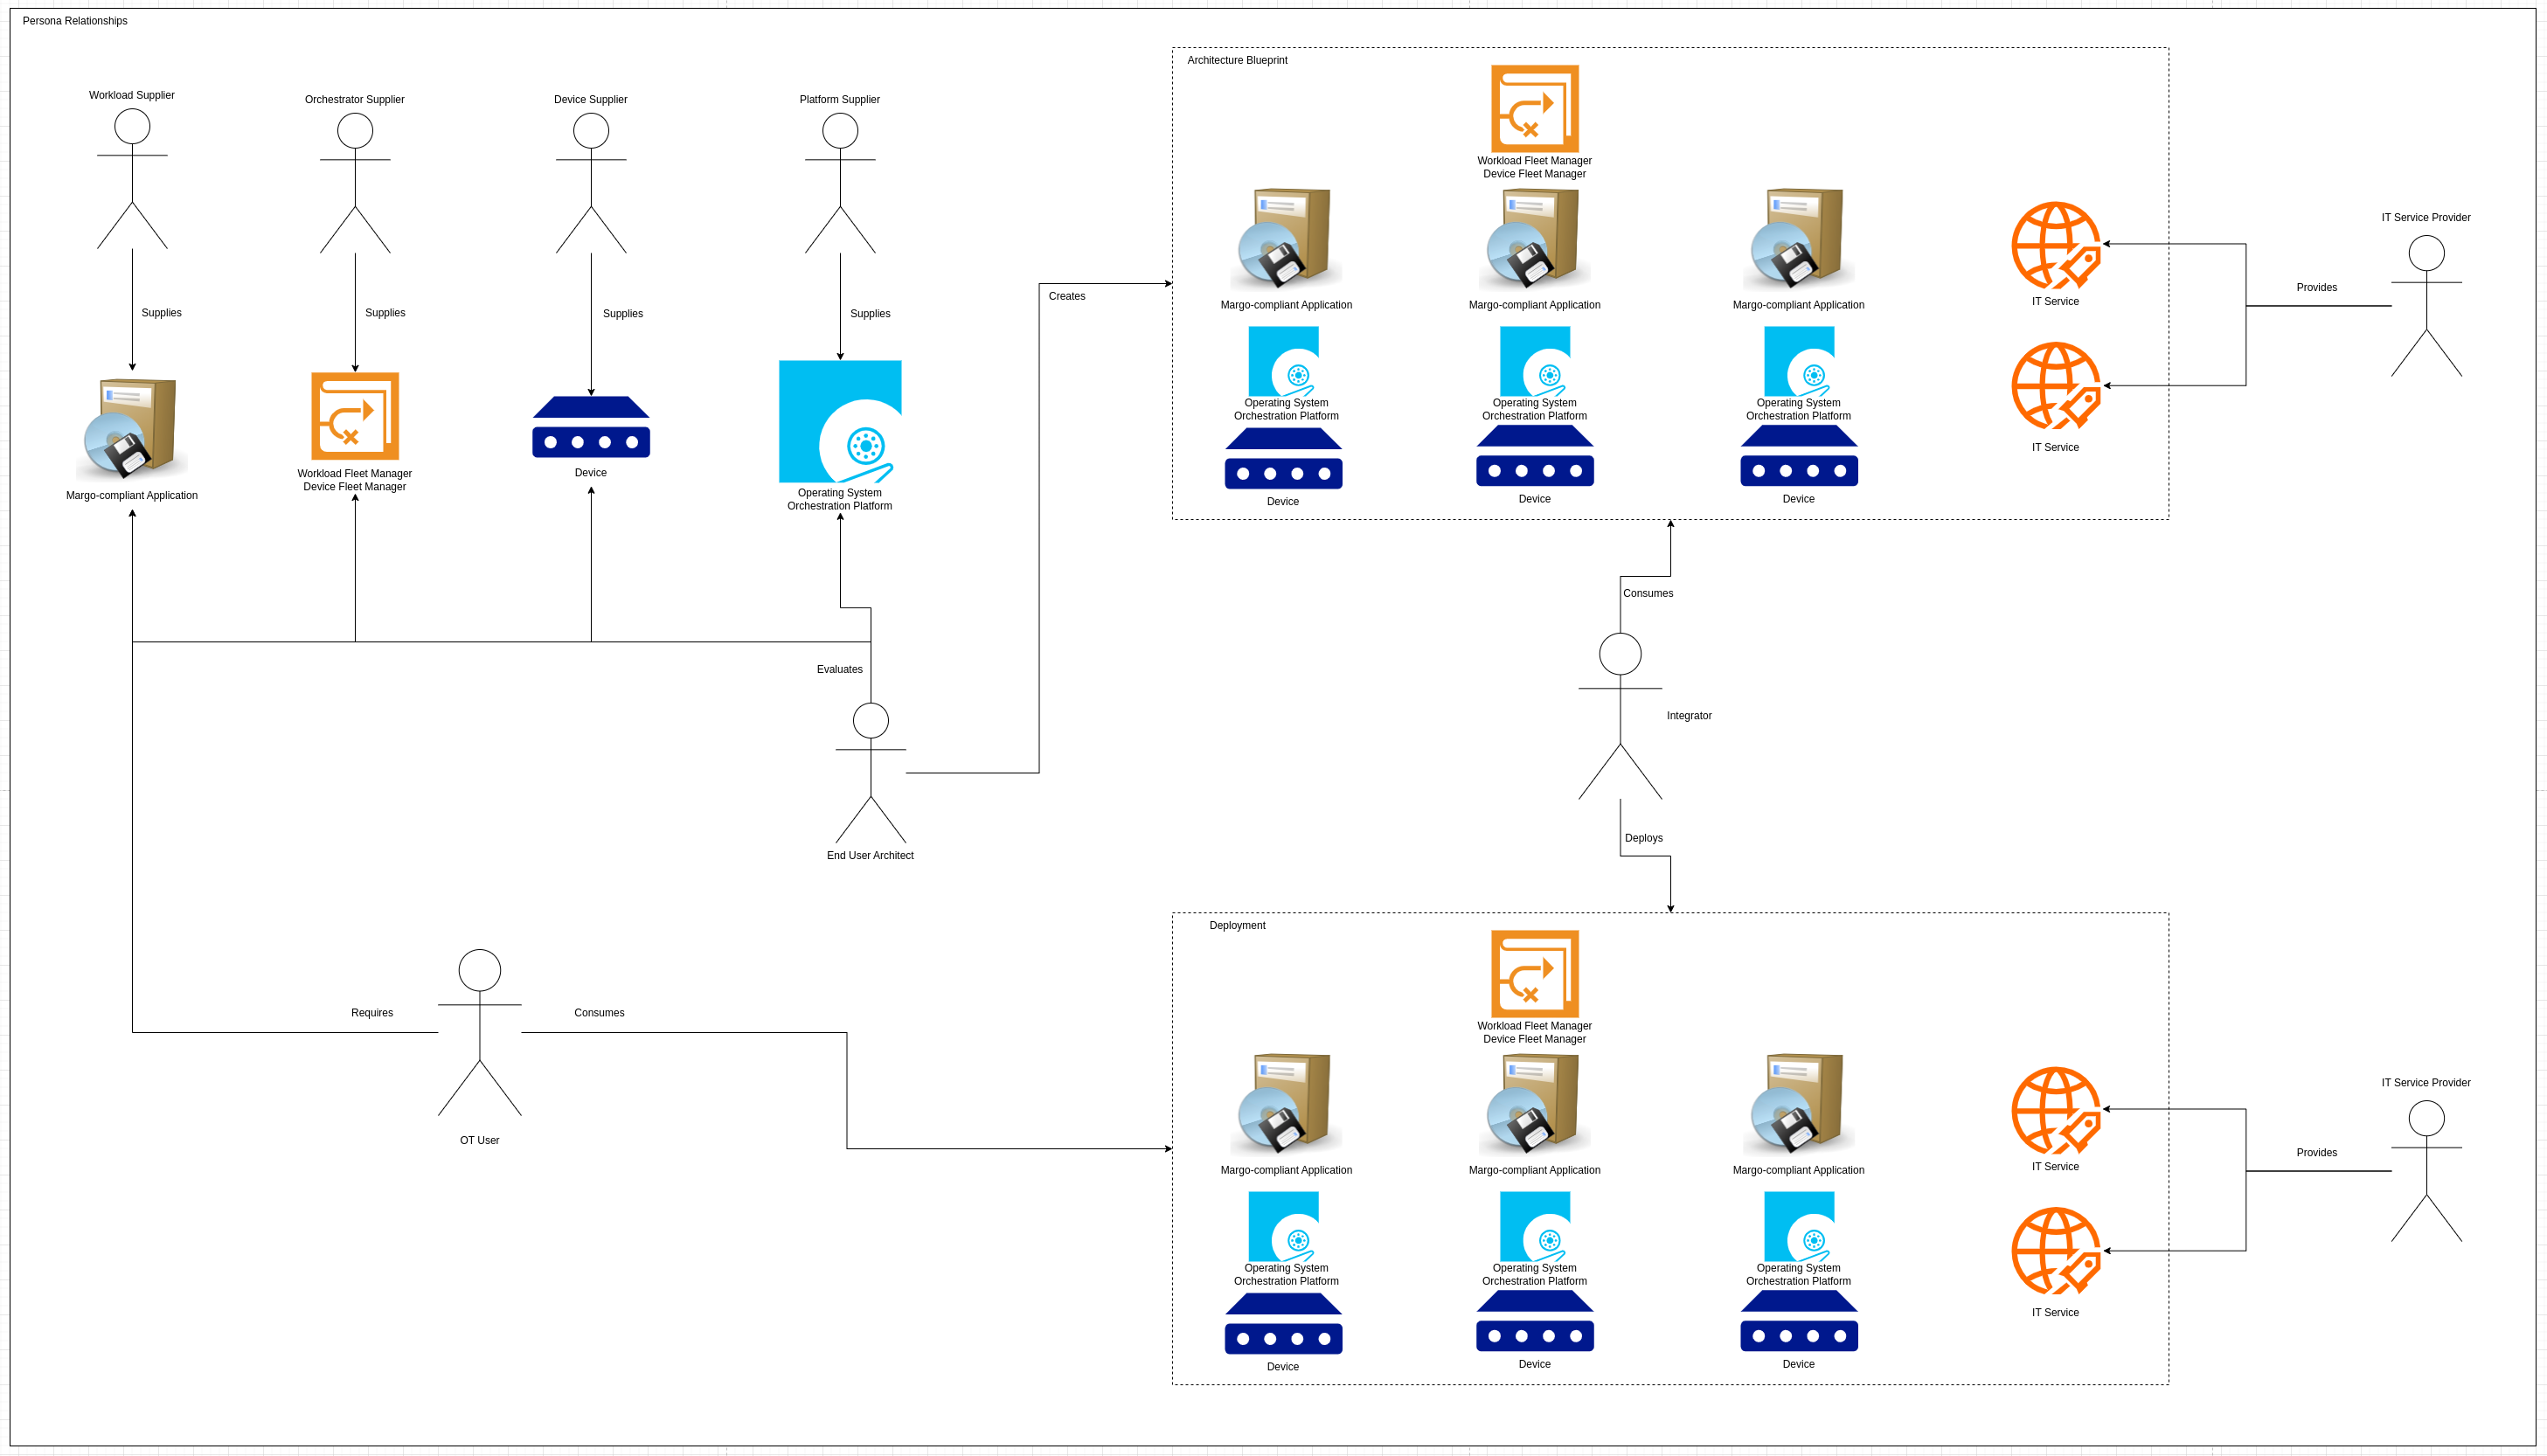 Persona Relationships
Workload Supplier
Orchestrator Supplier
Device Supplier
Platform Supplier
Supplies
Supplies
Supplies
Supplies
Margo-compliant Application
Workload Fleet Manager
Device Fleet Manager
Device
Operating System
Orchestration Platform
Evaluates
End User Architect
Creates
Requires
Consumes
OT User
Architecture Blueprint
Workload Fleet Manager
Device Fleet Manager
Margo-compliant Application
Margo-compliant Application
Margo-compliant Application
Operating System
Orchestration Platform
Operating System
Orchestration Platform
Operating System
Orchestration Platform
Device
Device
Device
IT Service
IT Service
IT Service Provider
Provides
Consumes
Integrator
Deploys
Deployment
Workload Fleet Manager
Device Fleet Manager
Margo-compliant Application
Margo-compliant Application
Margo-compliant Application
Operating System
Orchestration Platform
Operating System
Orchestration Platform
Operating System
Orchestration Platform
Device
Device
Device
IT Service
IT Service
IT Service Provider
Provides